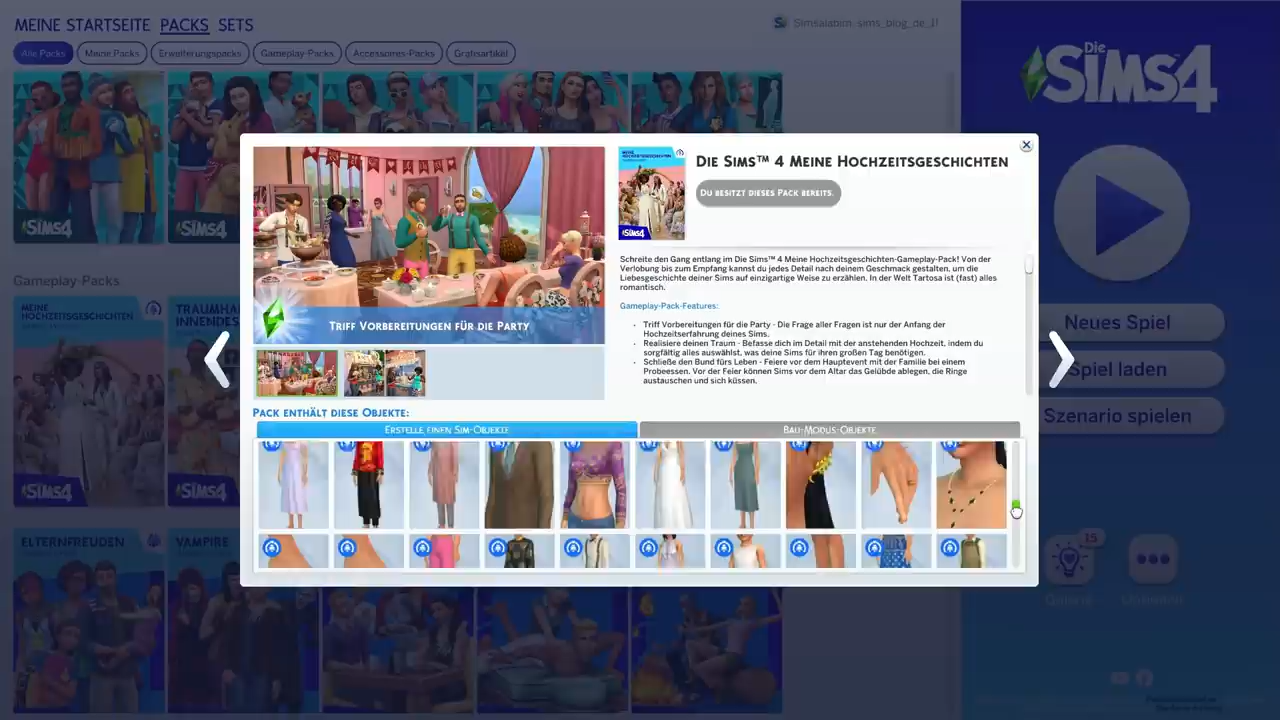 MEINE STARTSEITE PACKS SETS
Simsalabim-sims_blog_de_1!
Alle Packs Meine Packs Erweiterungspacks Gameplay-Packs Accessoires-Packs Gratisartikel
Die Sims 4
Die Sims™ 4 Meine Hochzeitsgeschichten
Du besitzt dieses Pack bereits.
Schreite den Gang entlang im Die Sims™ 4 Meine Hochzeitsgeschichten-Gameplay-Pack! Von der
Verlobung bis zum Empfang kannst du jedes Detail nach deinem Geschmack gestalten, um die
Liebesgeschichte deiner Sims auf einzigartige Weise zu erzählen. In der Welt Tartosa ist (fast) alles
romantisch.
Gameplay-Pack-Features:
• Triff Vorbereitungen für die Party - Die Frage aller Fragen ist nur der Anfang der
Hochzeitserfahrung deines Sims.
• Realisiere deinen Traum - Befasse dich im Detail mit der anstehenden Hochzeit, indem du
sorgfältig alles auswählst, was deine Sims für ihren großen Tag benötigen.
• Schließe den Bund fürs Leben - Feiere vor dem Hauptevent mit der Familie bei einem
Probeessen. Vor der Feier können Sims vor dem Altar das Gelübde ablegen, die Ringe
austauschen und sich küssen.
Triff Vorbereitungen für die Party
Pack enthält diese Objekte:
Erstelle einen Sim-Objekte
Bau-Modus-Objekte
Gameplay-Packs
MEINE HOCHZEITSGESCHICHTEN
SIMS4
ELTERNFREUDEN
VAMPIRE
Neues Spiel
Spiel laden
Szenario spielen
15